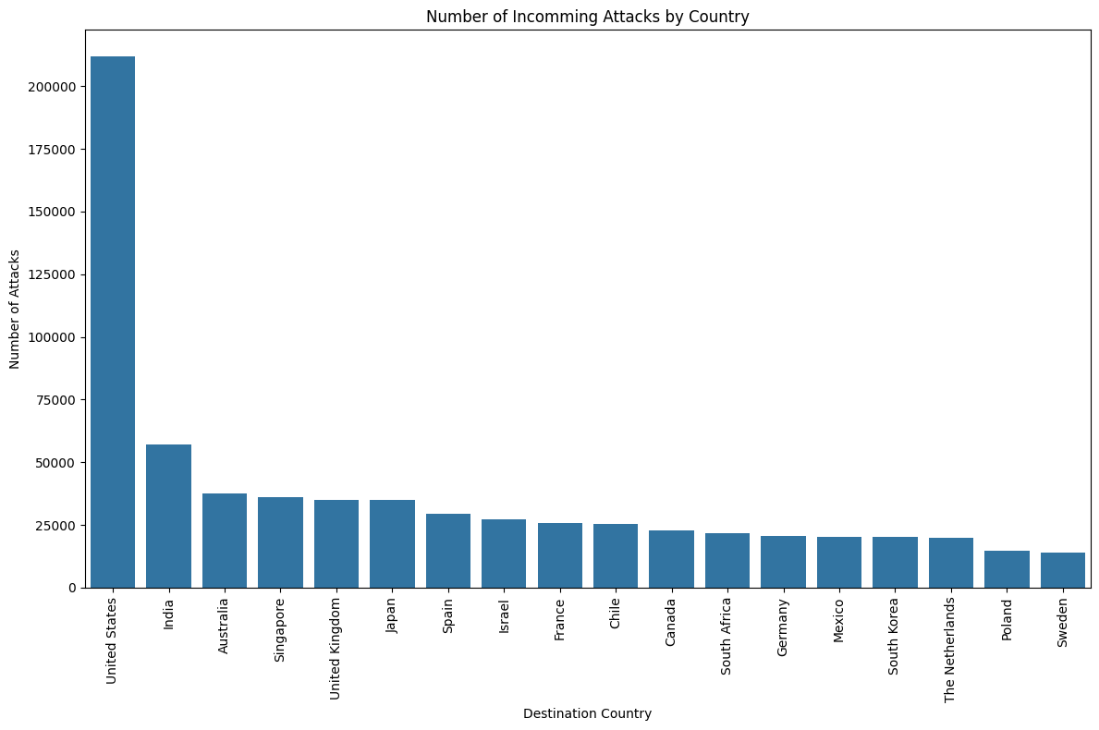 Number of Incomming Attacks by Country
Number of Attacks
200000
175000
150000
125000
100000
75000
50000
25000
0
United States
India
Australia
Singapore
United Kingdom
Japan
Spain
Israel
France
Chile
Canada
South Africa
Germany
Mexico
South Korea
The Netherlands
Poland
Sweden
Destination Country